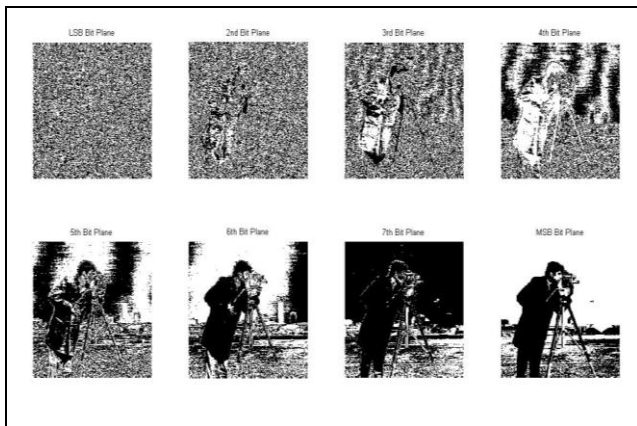 LSB Bit Plane
2nd Bit Plane
3rd Bit Plane
4th Bit Plane
5th Bit Plane
6th Bit Plane
7th Bit Plane
MSB Bit Plane